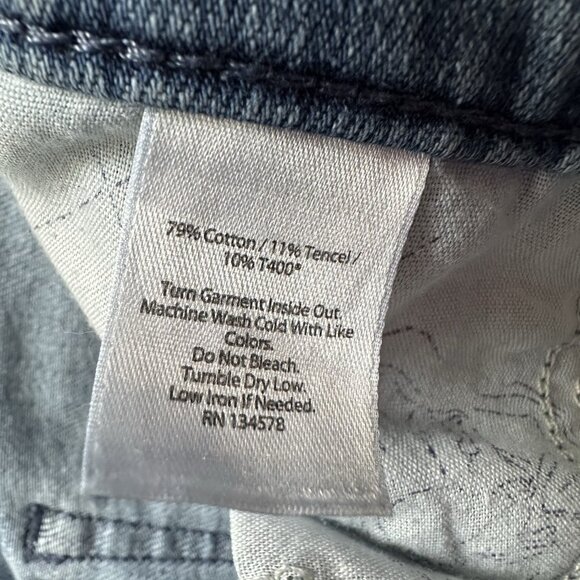 79% Cotton / 11% Tencel /
10% T400®
Turn Garment Inside Out.
Machine Wash Cold With Like
Colors.
Do Not Bleach.
Tumble Dry Low.
Low Iron If Needed.
RN 134578